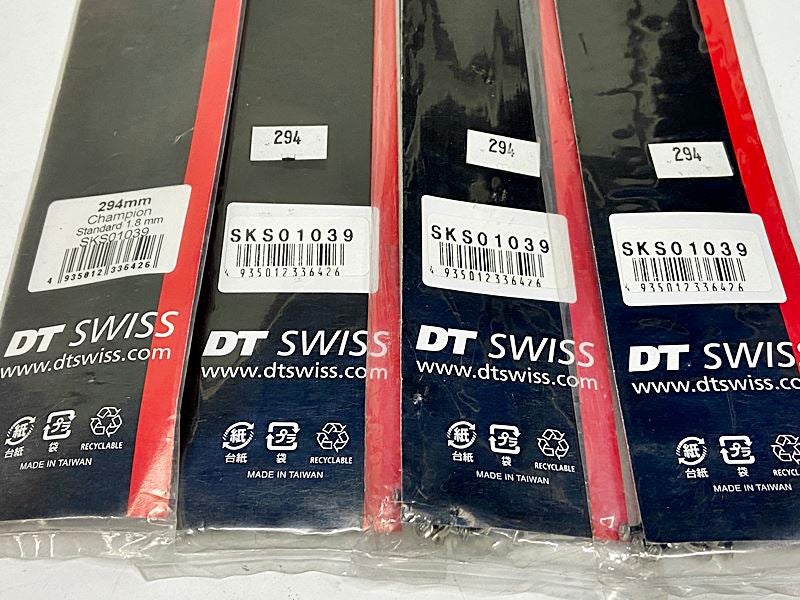 294mm
Champion
Standard 1.8 mm
SKS01039
4 935012 336426
DT SWISS
www.dtswiss.com
台紙
プラ
袋
RECYCLABLE
MADE IN TAIWAN
294
SKS01039
4 935012 336426
DT SWISS
www.dtswiss.com
紙
台紙
プラ
袋
RECYCLABLE
MADE IN TAIWAN
294
SKS01039
4 935012 336426
DT SWISS
www.dtswiss.com
紙
台紙
プラ
袋
RECYCLABLE
MADE IN TAIWAN
294
SKS01039
4 935012 336426
DT SWISS
www.dtswiss.com
紙
台紙
プラ
袋
RECYCLABLE
MADE IN TAIWAN